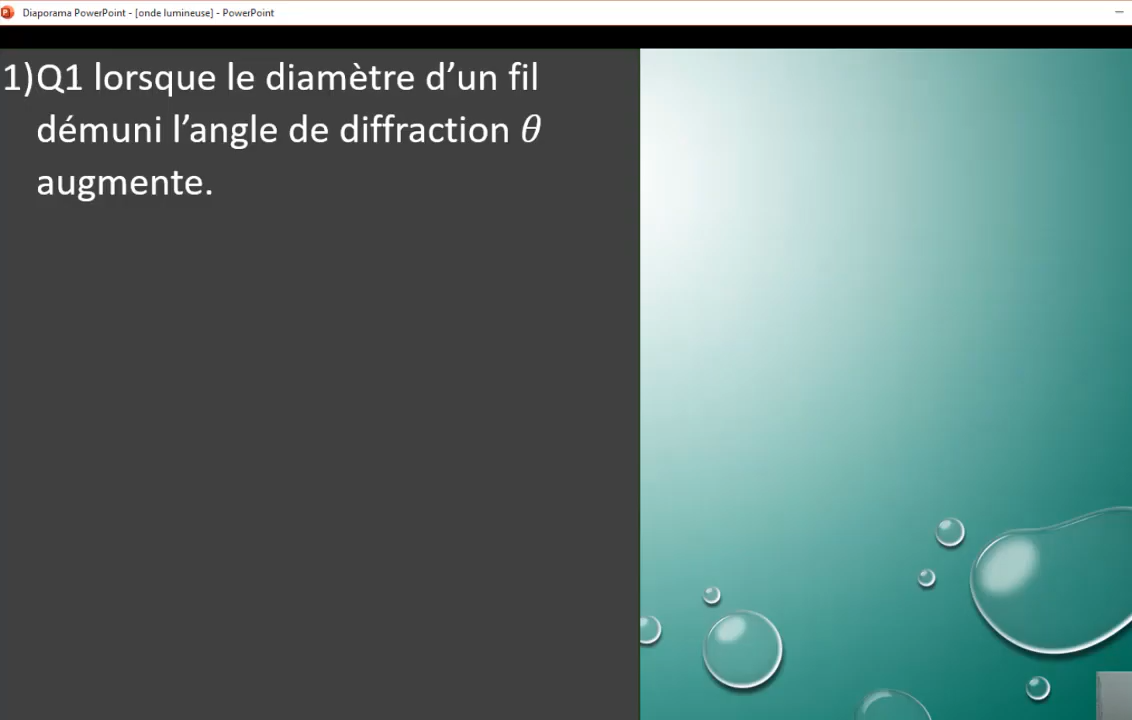 Diaporama PowerPoint - [onde lumineuse] - PowerPoint
1)Q1 lorsque le diamètre d’un fil
démuni l’angle de diffraction 𝜃
augmente.